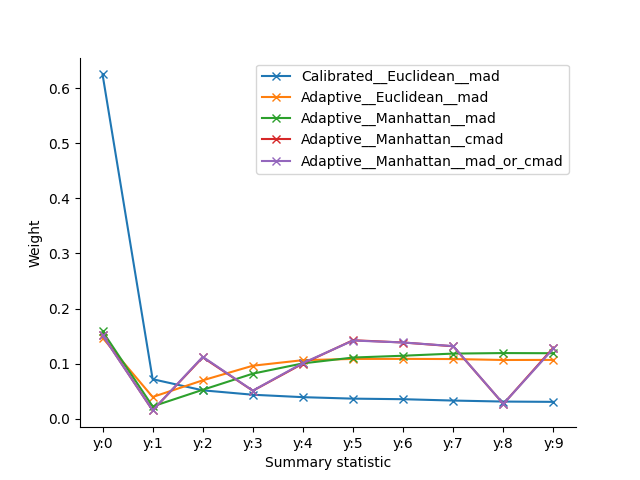 Calibrated__Euclidean__mad
Adaptive__Euclidean__mad
Adaptive__Manhattan__mad
Adaptive__Manhattan__cmad
Adaptive__Manhattan__mad_or_cmad
Weight
0.6
0.5
0.4
0.3
0.2
0.1
0.0
y:0 y:1 y:2 y:3 y:4 y:5 y:6 y:7 y:8 y:9
Summary statistic